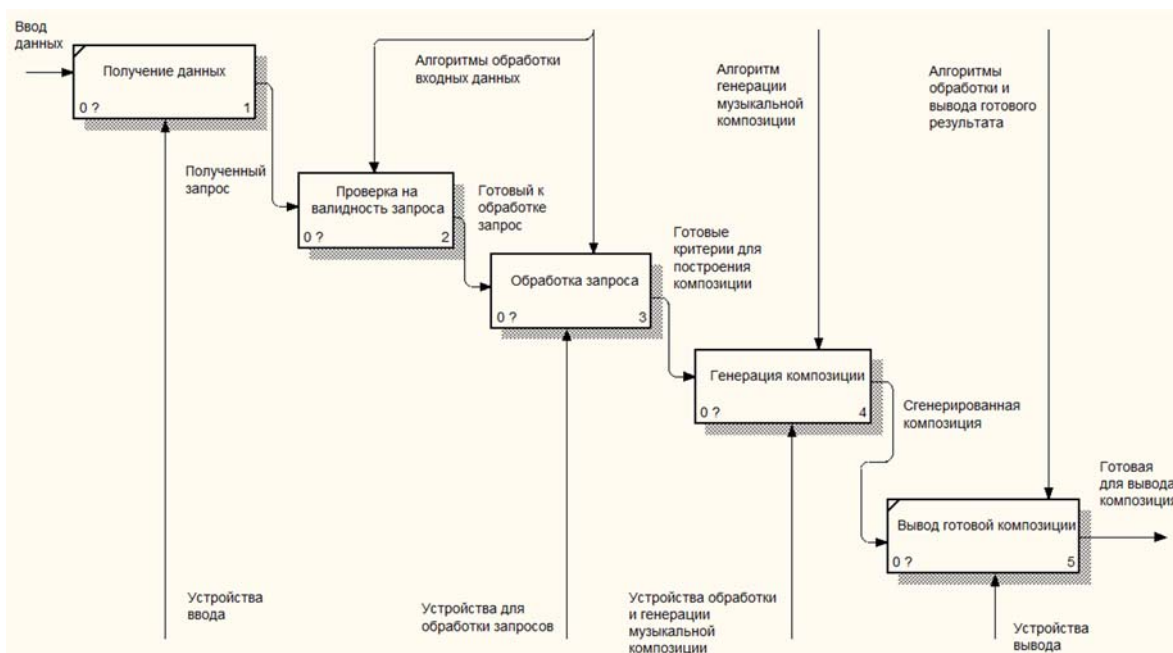 Ввод
данных
Получение данных
0 ?
1
Алгоритмы обработки
входных данных
Алгоритм
генерации
музыкальной
композиции
Алгоритмы
обработки и
вывода готового
результата
Полученный
запрос
Проверка на
валидность запроса
0 ?
2
Готовый к
обработке
запрос
Обработка запроса
0 ?
3
Готовые
критерии для
построения
композиции
Генерация композиции
0 ?
4
Сгенерированная
композиция
Вывод готовой композиции
0 ?
5
Готовая
для вывода
композиция
Устройства
ввода
Устройства для
обработки запросов
Устройства обработки
и генерации
музыкальной
композиции
Устройства
вывода